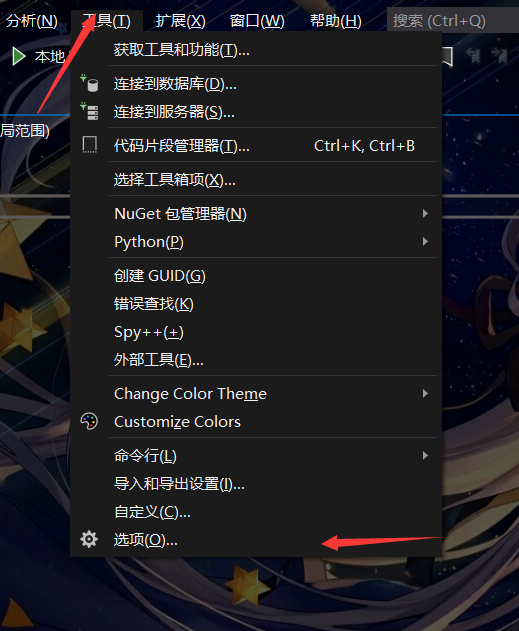 分析(N) 工具(T) 扩展(X) 窗口(W) 帮助(H) 搜索 (Ctrl+Q)
本地
局范围)
获取工具和功能(T)...
连接到数据库(D)...
连接到服务器(S)...
代码片段管理器(T)... Ctrl+K, Ctrl+B
选择工具箱项(X)...
NuGet 包管理器(N)
Python(P)
创建 GUID(G)
错误查找(K)
Spy++(+)
外部工具(E)...
Change Color Theme
Customize Colors
命令行(L)
导入和导出设置(I)...
自定义(C)...
选项(O)...